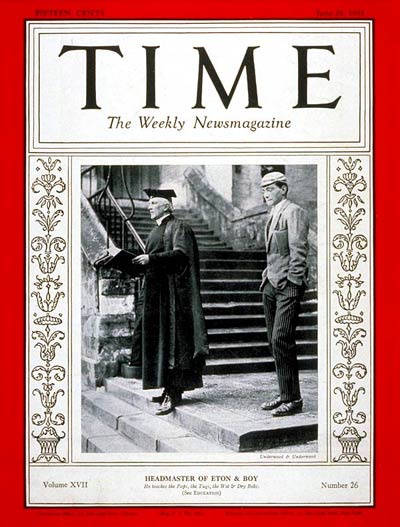 FIFTEEN CENTS June 29, 1931
TIME
The Weekly Newsmagazine
Underwood & Underwood
HEADMASTER OF ETON & BOY
Volume XVII He teaches the Pops, the Tugs, the Wet & Dry Bobs. Number 26
(See EDUCATION)